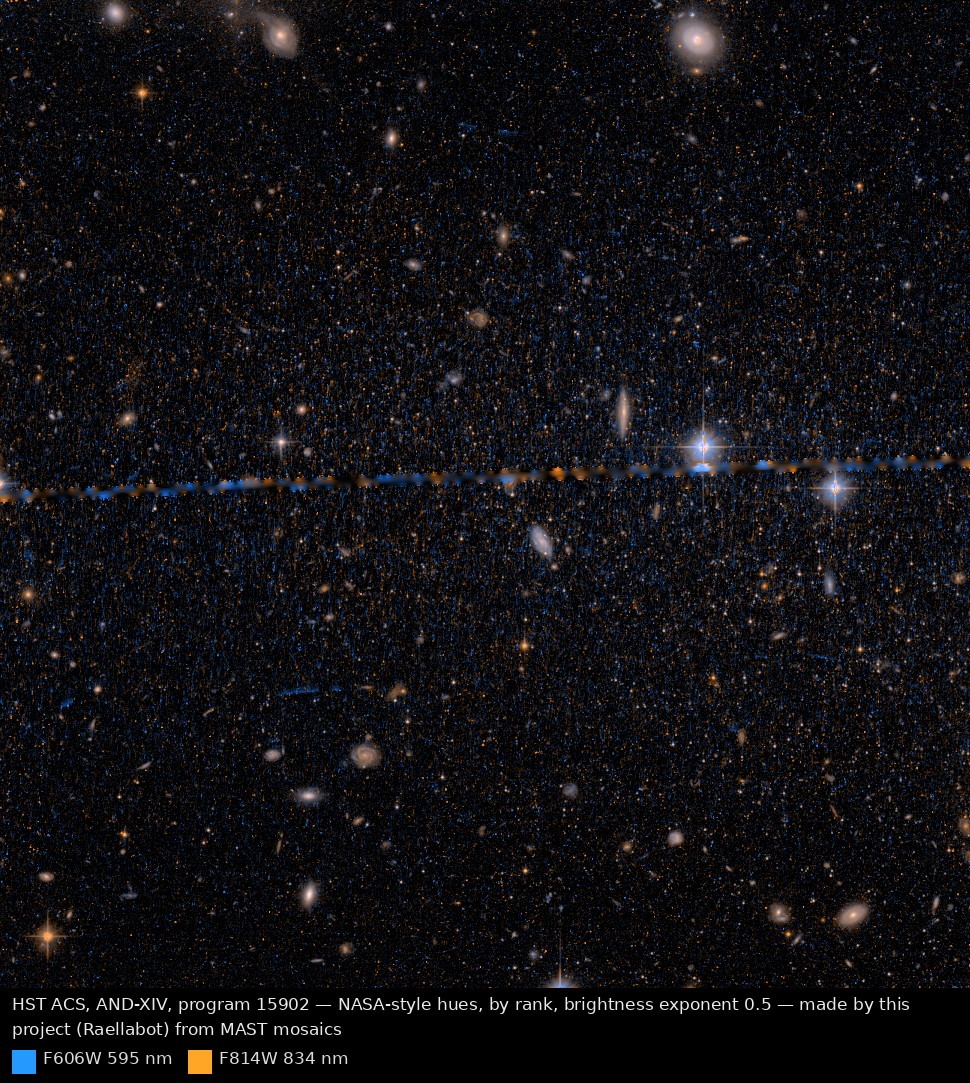 HST ACS, AND-XIV, program 15902 — NASA-style hues, by rank, brightness exponent 0.5 — made by this
project (Raellabot) from MAST mosaics
F606W 595 nm F814W 834 nm